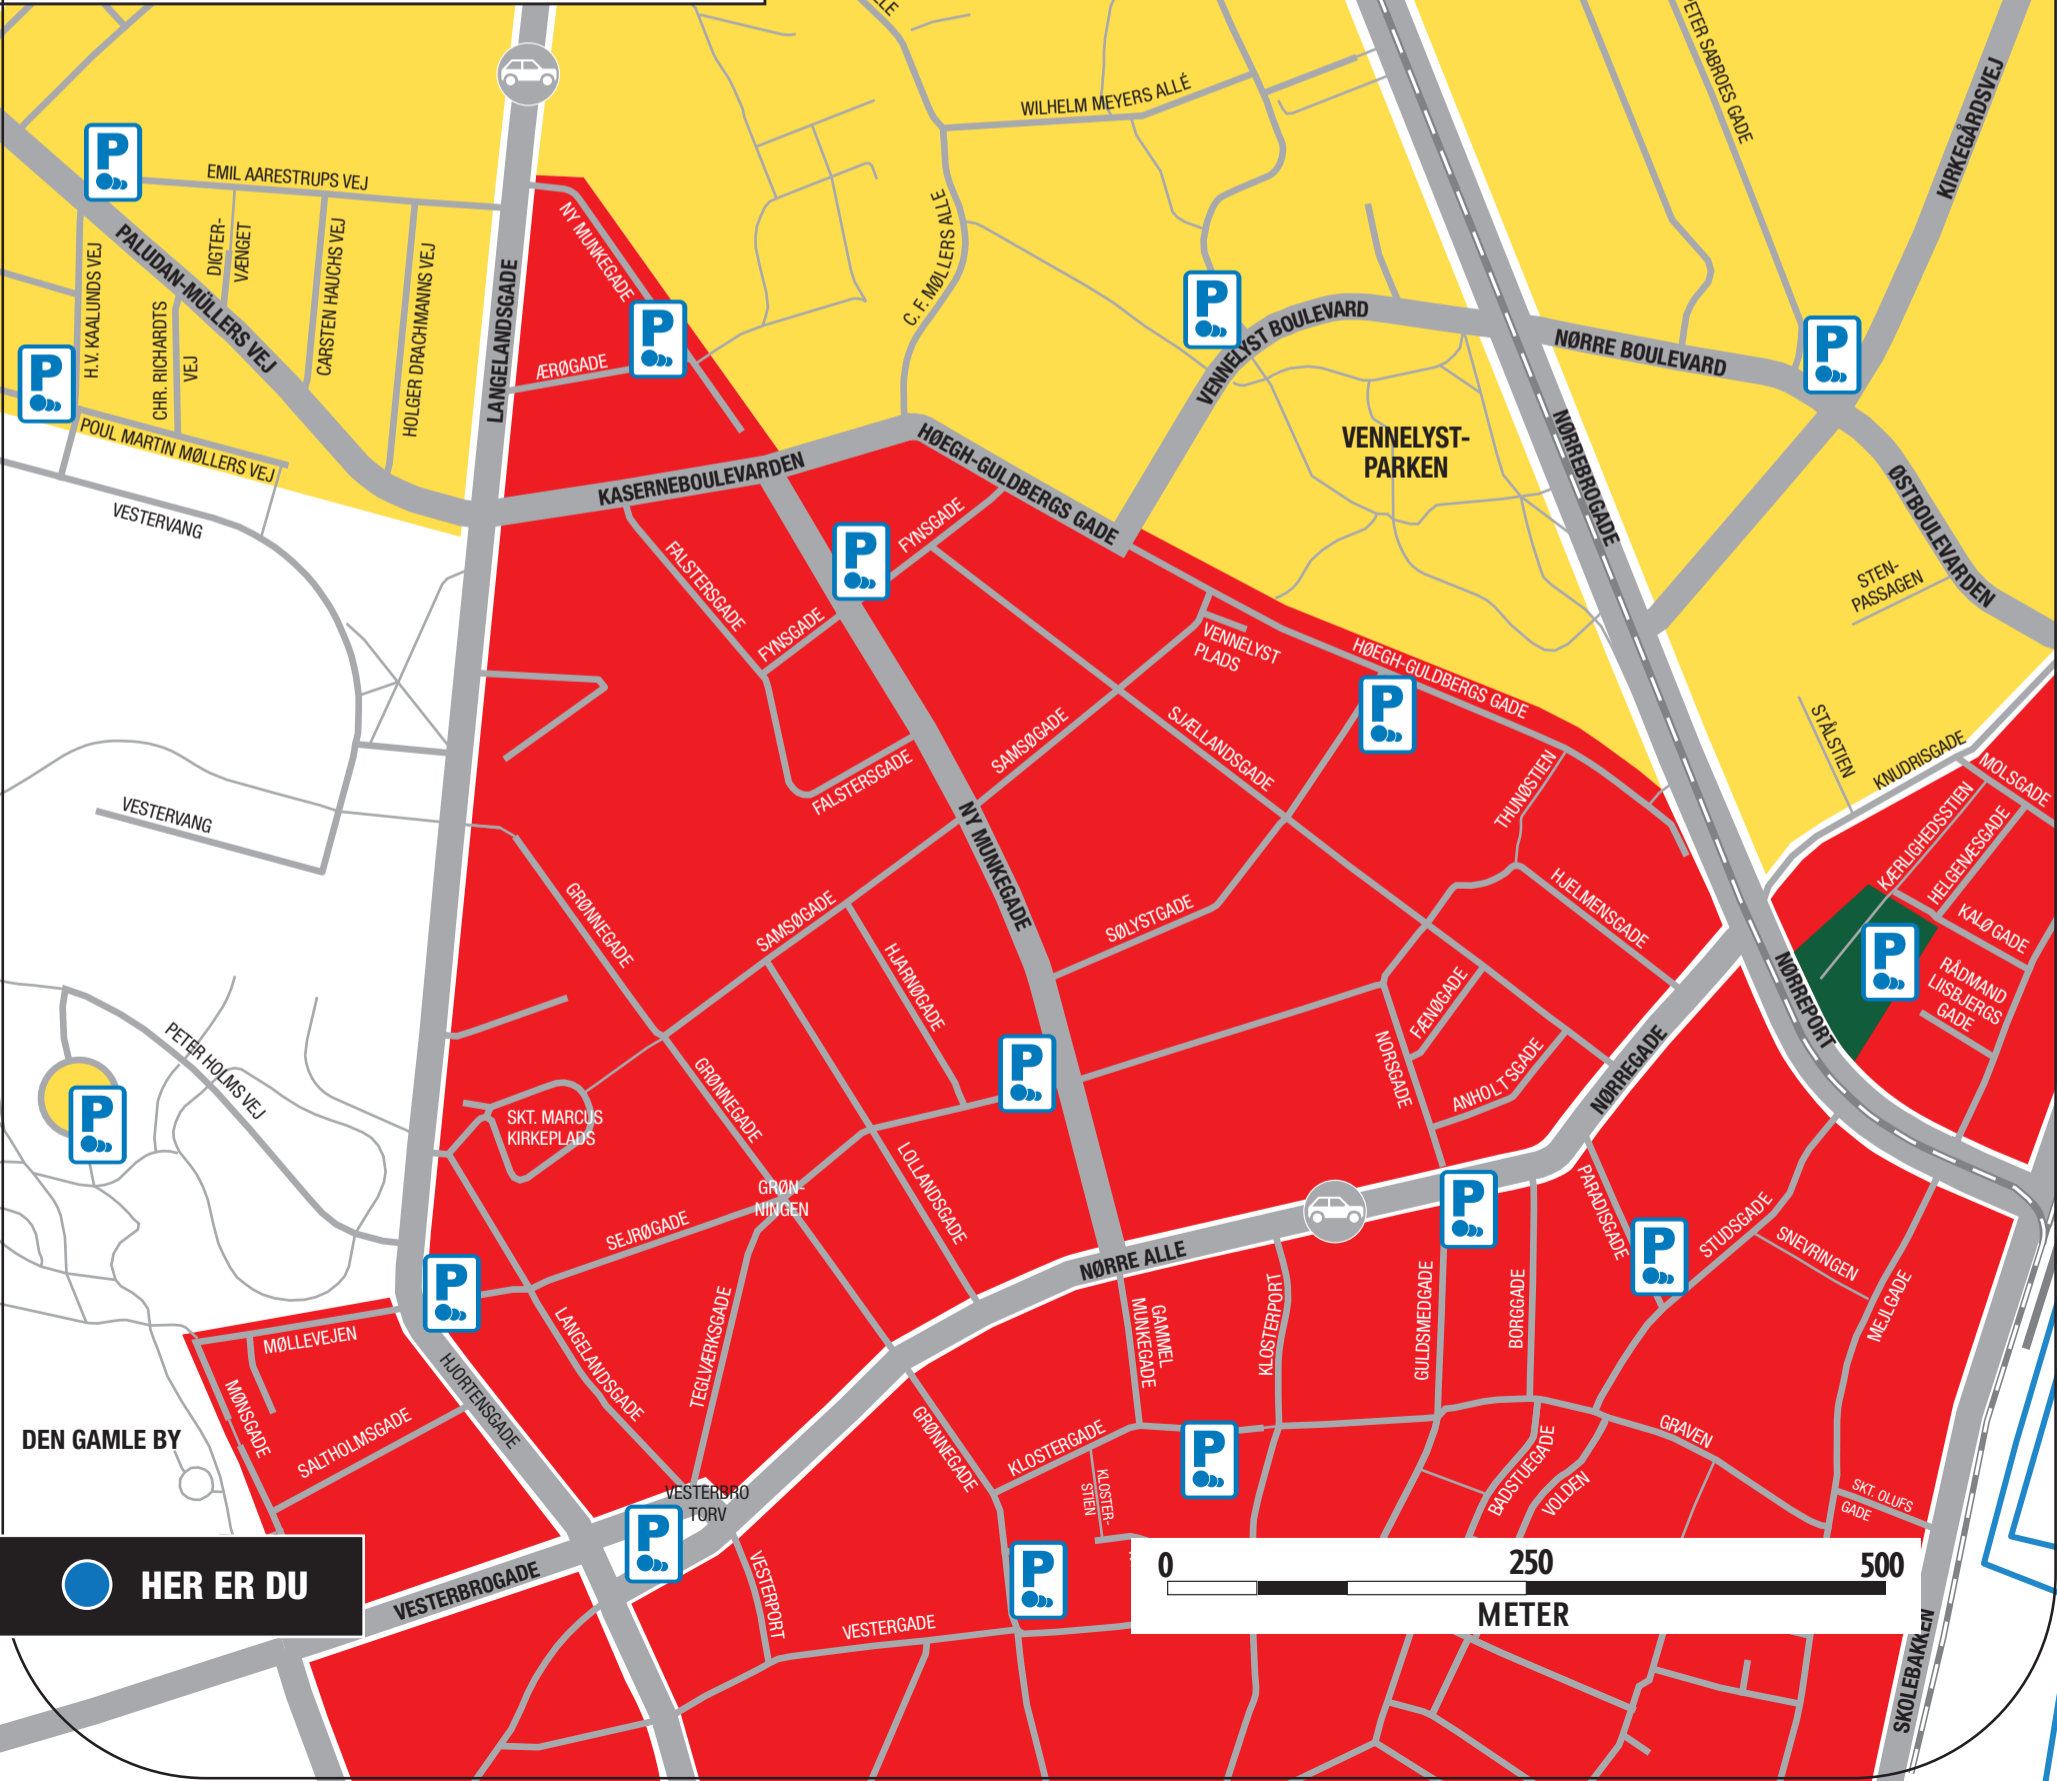 LLE
PETER SABROES GADE
KIRKEGÅRDSVEJ
WILHELM MEYERS ALLÉ
P
EMIL AARESTRUPS VEJ
DIGTER-
VÆNGET
PALUDAN-MÜLLERS VEJ
H.V. KAALUNDS VEJ
CHR. RICHARDTS
VEJ
CARSTEN HAUCHS VEJ
HOLGER DRACHMANNS VEJ
LANGELANDSGADE
NY MUNKEGADE
P
ÆRØGADE
C. F. MØLLERS ALLE
P
VENNELYST BOULEVARD
NØRRE BOULEVARD
P
P
POUL MARTIN MØLLERS VEJ
VESTERVANG
KASERNEBOULEVARDEN
HØEGH-GULDBERGS GADE
VENNELYST-
PARKEN
NØRREBROGADE
ØSTBOULEVARDEN
STEN-
PASSAGEN
FALSTERSGADE
P
FYNSGADE
FYNSGADE
VENNELYST
PLADS
HØEGH-GULDBERGS GADE
P
SAMSØGADE
SJÆLLANDSGADE
FALSTERSGADE
THUNØSTIEN
STÅLSTIEN
KNUDRISGADE
MOLSGADE
KÆRLIGHEDSSTIEN
HELGENÆSGADE
KALØGADE
VESTERVANG
NY MUNKEGADE
GRØNNEGADE
SAMSØGADE
HJARNØGADE
SØLYSTGADE
HJELMENSGADE
P
NØRREPORT
RÅDMAND
LIISBJERGS
GADE
FÆNØGADE
NORSGADE
ANHOLTSGADE
NØRREGADE
PETER HOLMS VEJ
P
P
GRØNNEGADE
SKT. MARCUS
KIRKEPLADS
LOLLANDSGADE
GRØN-
NINGEN
SEJRØGADE
NØRRE ALLE
P
PARADISGADE
P
STUDSGADE
SNEVRINGEN
MEJLGADE
P
MØLLEVEJEN
MØNSGADE
SALTHOLMSGADE
HJORTENSGADE
LANGELANDSGADE
TEGLVÆRKSGADE
GAMMEL
MUNKEGADE
KLOSTERPORT
GULDSMEDGADE
BORGGADE
DEN GAMLE BY
GRØNNEGADE
KLOSTERGADE
KLOSTER-
STIEN
P
BADSTUEGADE
VOLDEN
GRAVEN
SKT. OLUFS
GADE
VESTERBRO
TORV
P
HER ER DU
VESTERBROGADE
VESTERPORT
VESTERGADE
P
0 250 500
METER
SKOLEBAKKEN